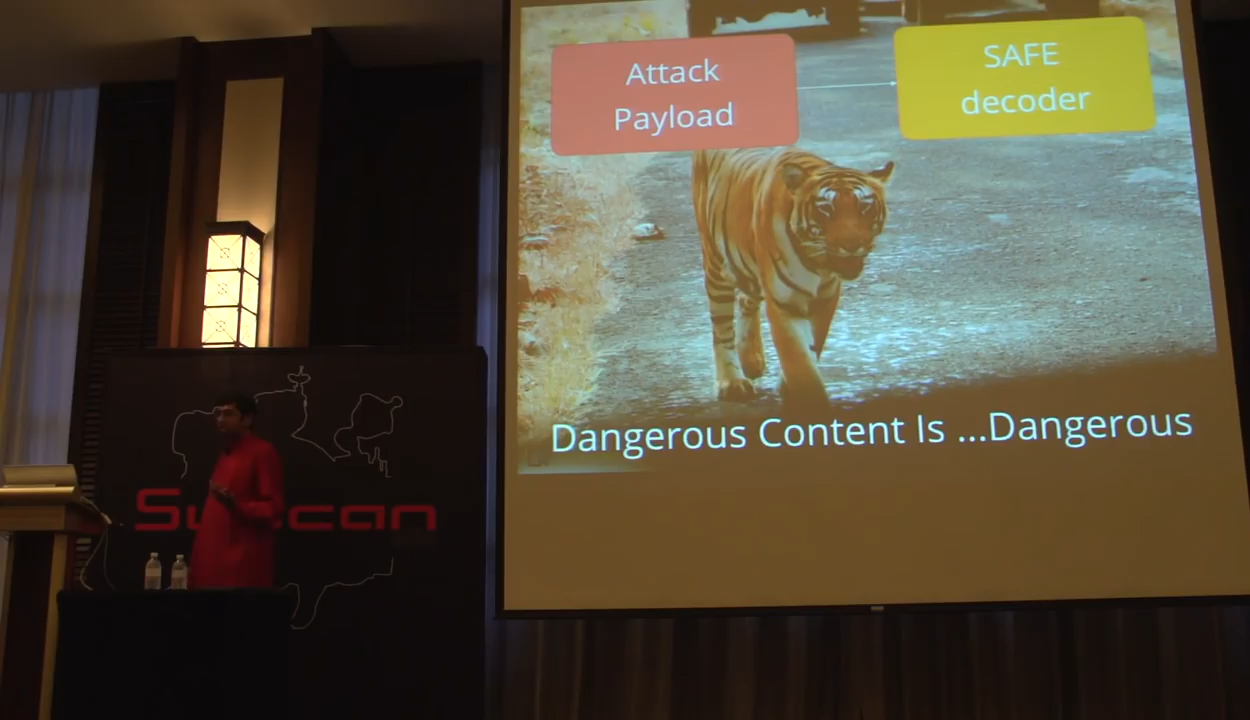 Attack
Payload
SAFE
decoder
Dangerous Content Is ...Dangerous